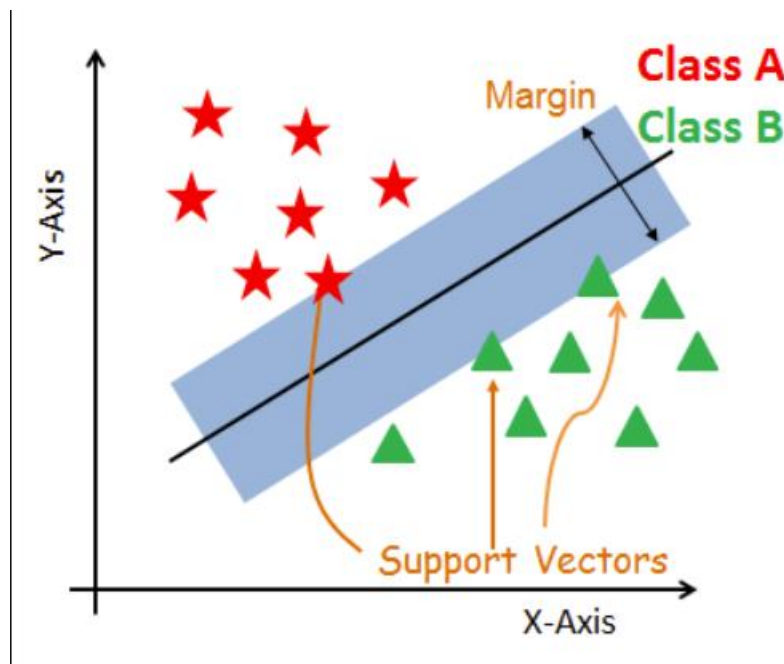 Class A
Margin
Class B
Y-Axis
Support Vectors
X-Axis